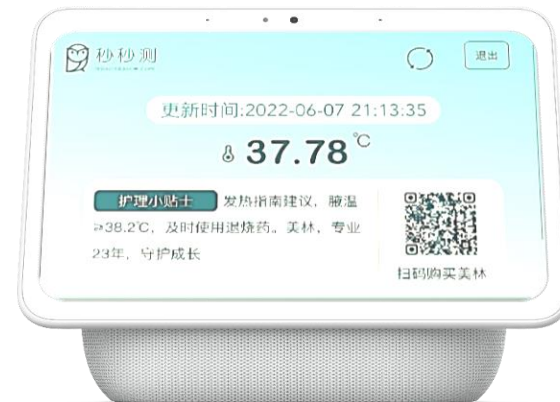 秒秒测
退出
更新时间:2022-06-07 21:13:35
37.78℃
护理小贴士 发热指南建议，腋温
≥38.2℃，及时使用退烧药。美林，专业
23年，守护成长
扫码购买美林